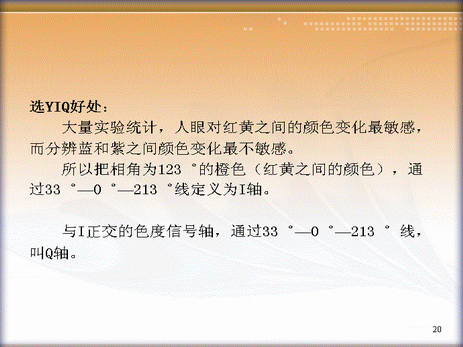 选YIQ好处：
大量实验统计，人眼对红黄之间的颜色变化最敏感，
而分辨蓝和紫之间颜色变化最不敏感。
所以把相角为123 °的橙色（红黄之间的颜色），通
过33 °—0 °—213 °线定义为I轴。
与I正交的色度信号轴，通过33 °—0 °—213 ° 线，
叫Q轴。
20